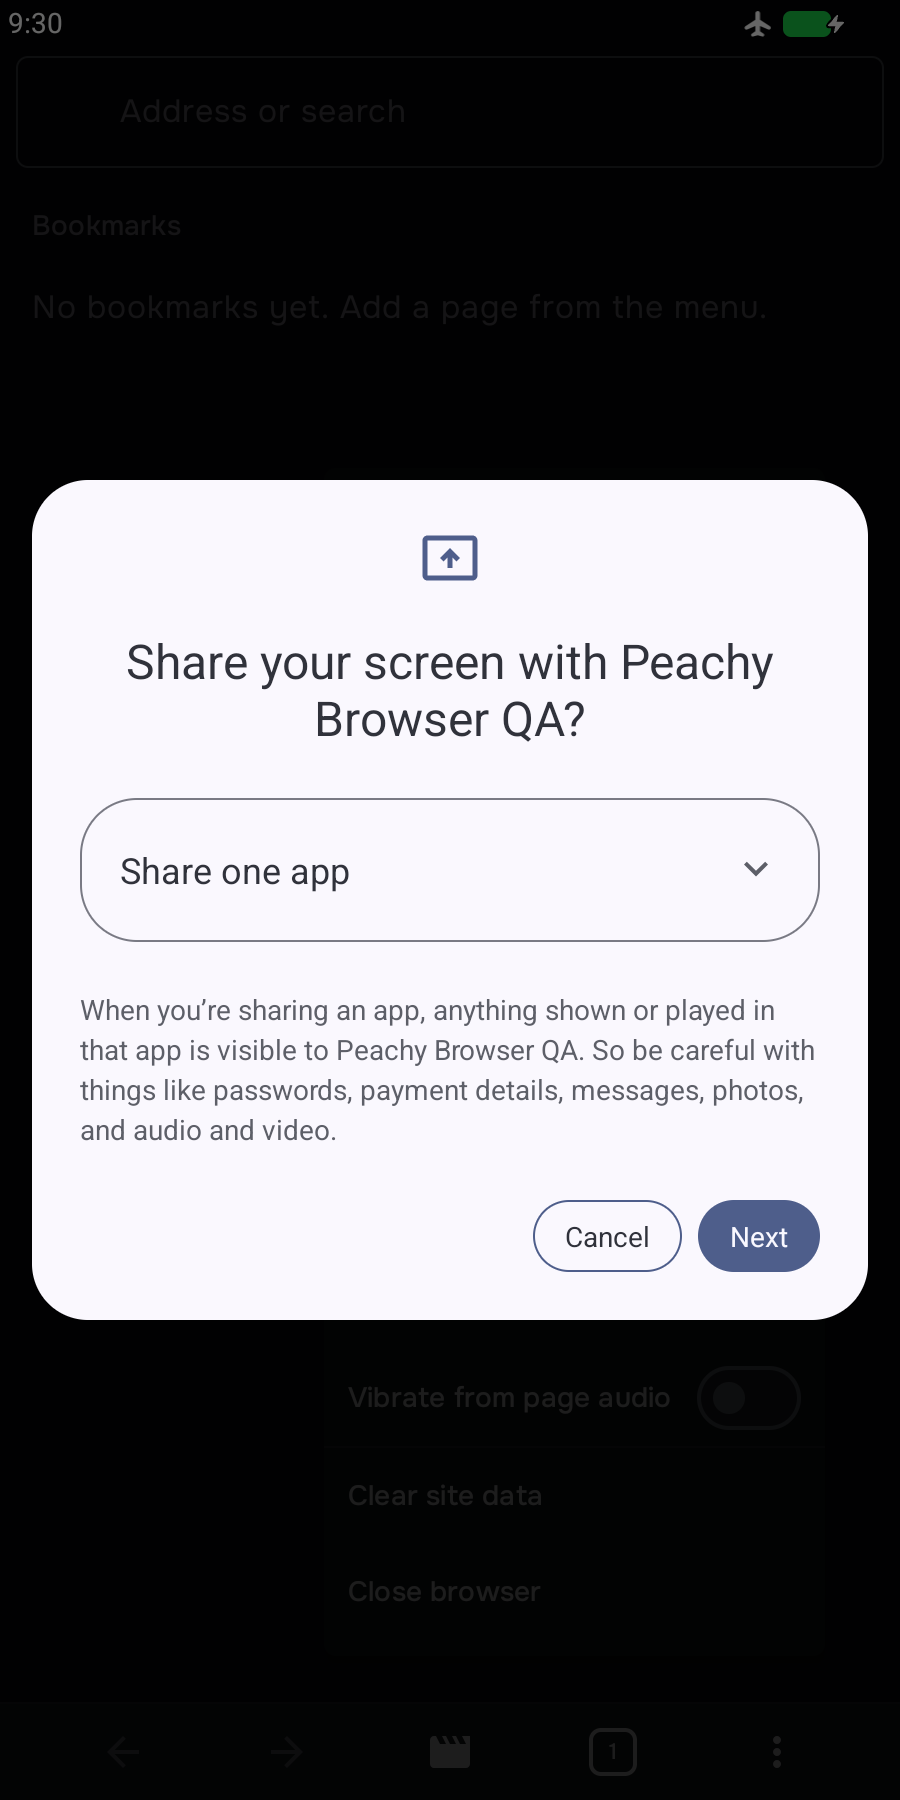 9:30
Address or search
Bookmarks
No bookmarks yet. Add a page from the menu.
Share your screen with Peachy
Browser QA?
Share one app
When you’re sharing an app, anything shown or played in
that app is visible to Peachy Browser QA. So be careful with
things like passwords, payment details, messages, photos,
and audio and video.
Cancel
Next
Vibrate from page audio
Clear site data
Close browser
1